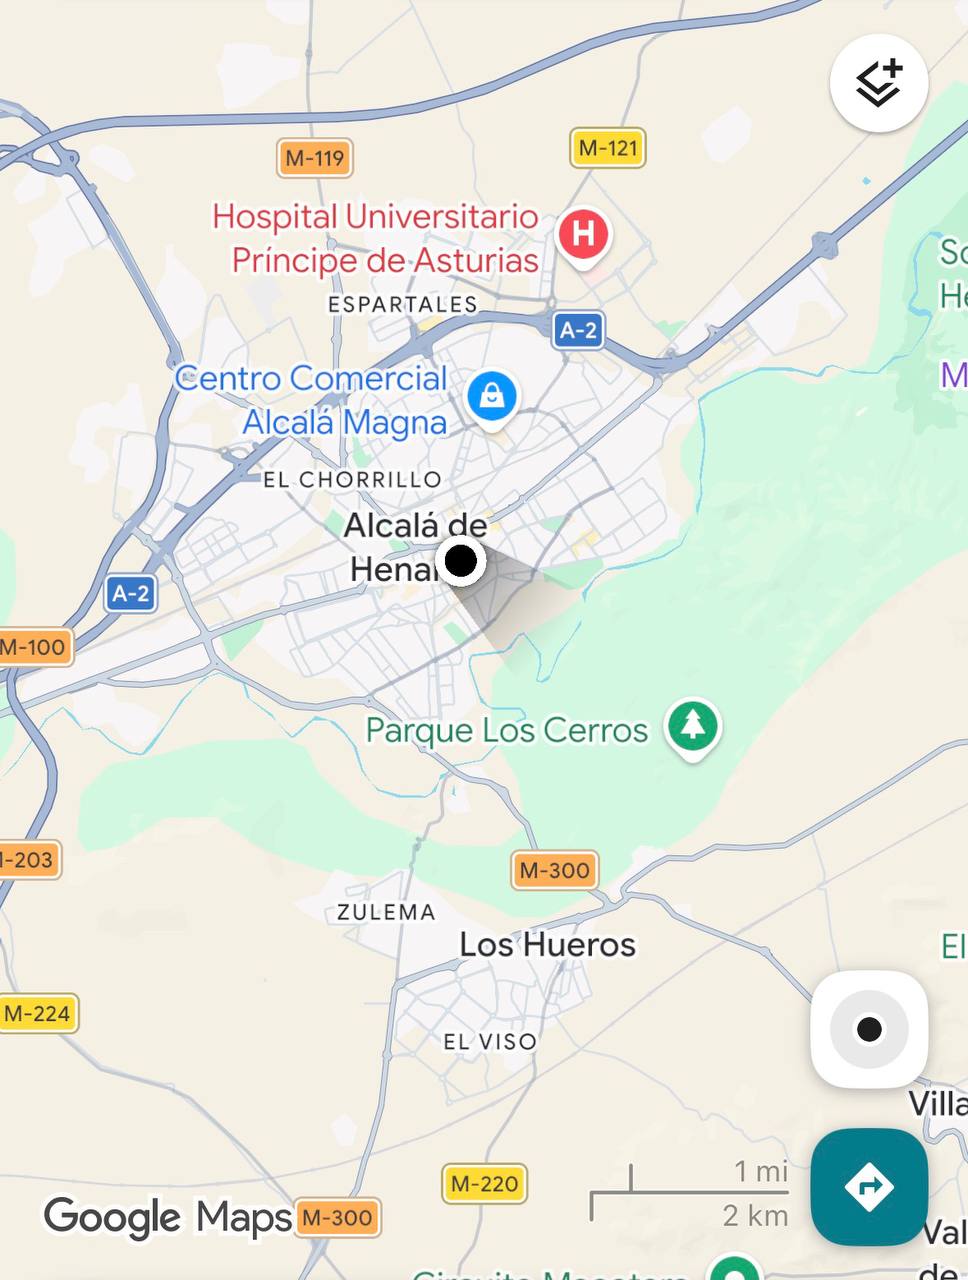 M-119
M-121
Hospital Universitario
Príncipe de Asturias
H
ESPARTALES
A-2
Centro Comercial
Alcalá Magna
EL CHORRILLO
Alcalá de
Henar
A-2
M-100
Parque Los Cerros
M-203
M-300
ZULEMA
Los Hueros
El
M-224
EL VISO
Villa
1 mi
M-220
2 km
Google Maps
M-300
Val
de